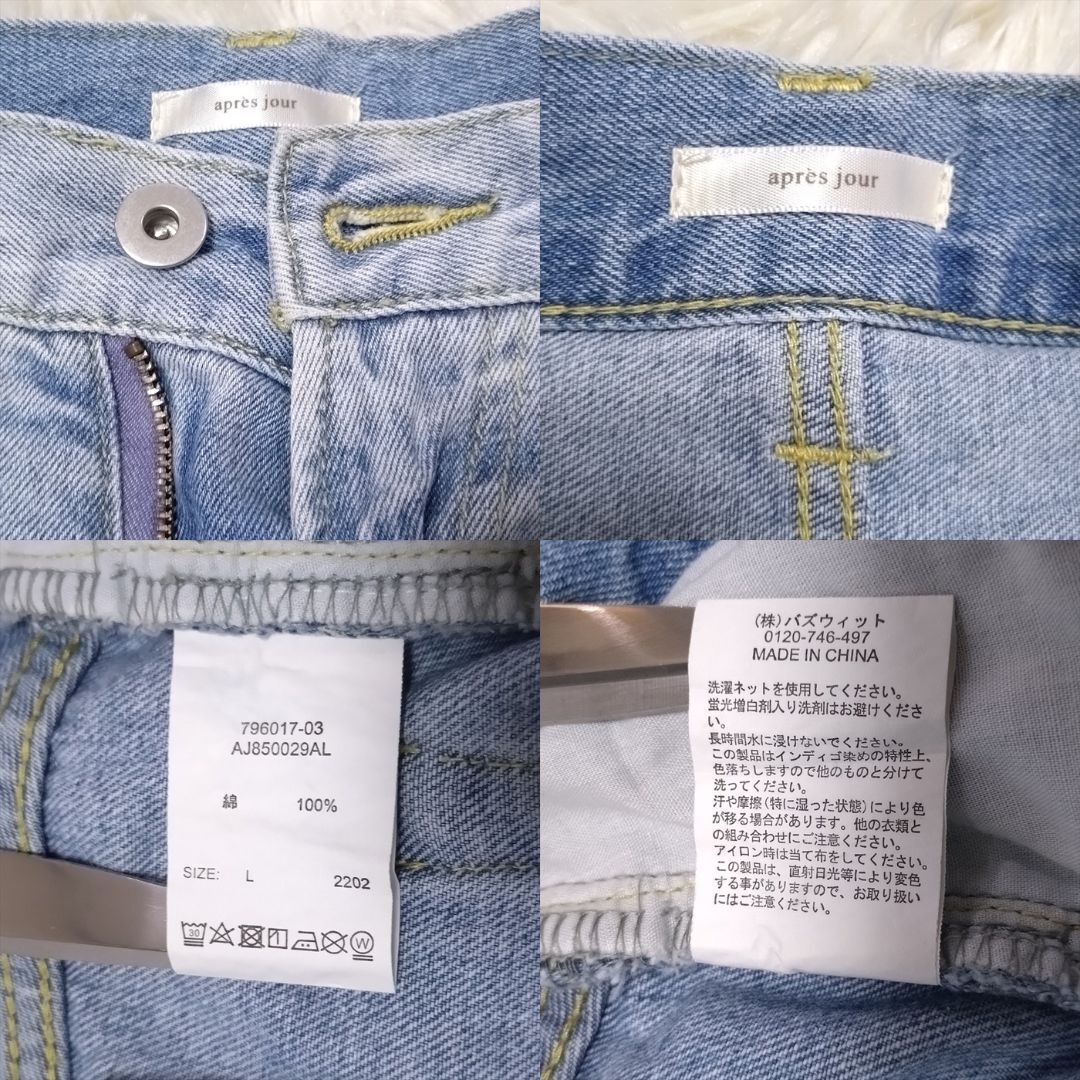 après jour
après jour
796017-03
AJ850029AL
綿 100%
SIZE: L 2202
30
W
(株)バズウィット
0120-746-497
MADE IN CHINA
洗濯ネットを使用してください。
蛍光増白剤入り洗剤はお避けくださ
い。
長時間水に浸けないでください。
この製品はインディゴ染めの特性上、
色落ちしますので他のものと分けて
洗ってください。
汗や摩擦(特に湿った状態)により色
が移る場合があります。他の衣類と
の組み合わせにご注意ください。
アイロン時は当て布をしてください。
この製品は、直射日光等により変色
する事がありますので、お取り扱い
にはご注意ください。